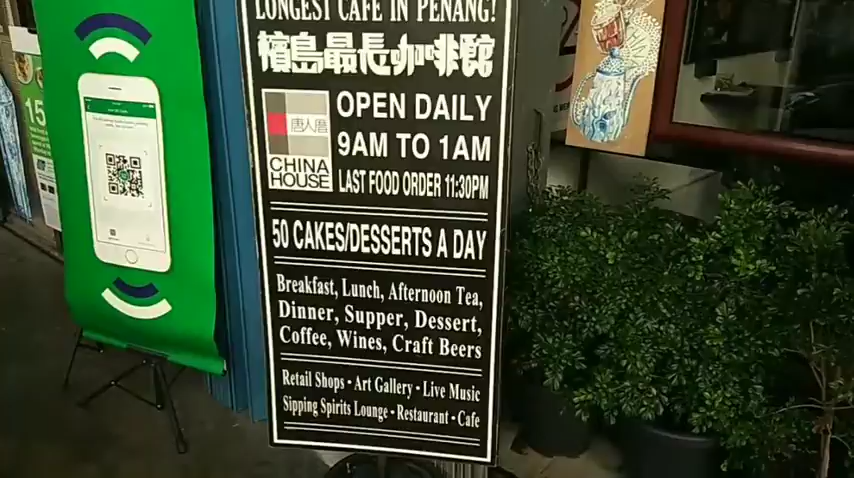 LONGEST CAFE IN PENANG!
檳島最長咖啡館
唐人厝
CHINA
HOUSE
OPEN DAILY
9AM TO 1AM
LAST FOOD ORDER 11:30PM
50 CAKES/DESSERTS A DAY
Breakfast, Lunch, Afternoon Tea,
Dinner, Supper, Dessert,
Coffee, Wines, Craft Beers
Retail Shops • Art Gallery • Live Music
Sipping Spirits Lounge • Restaurant • Cafe
15